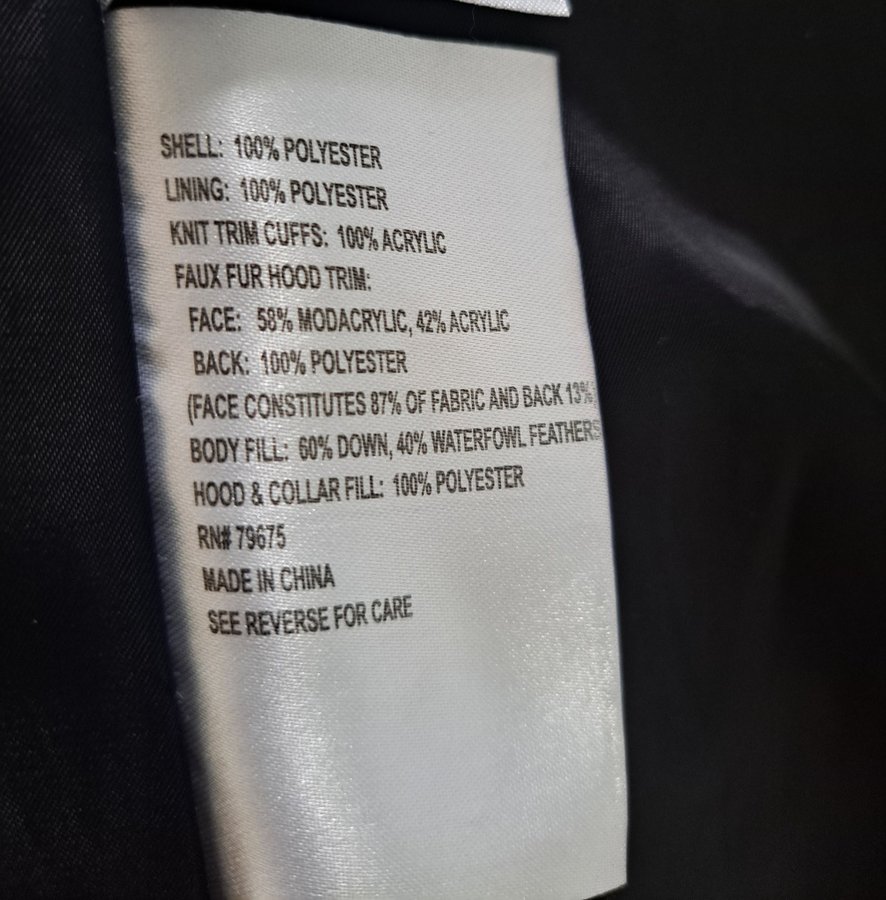 SHELL: 100% POLYESTER
LINING: 100% POLYESTER
KNIT TRIM CUFFS: 100% ACRYLIC
FAUX FUR HOOD TRIM:
FACE: 58% MODACRYLIC, 42% ACRYLIC
BACK: 100% POLYESTER
(FACE CONSTITUTES 87% OF FABRIC AND BACK 13%)
BODY FILL: 60% DOWN, 40% WATERFOWL FEATHERS
HOOD & COLLAR FILL: 100% POLYESTER
RN# 79675
MADE IN CHINA
SEE REVERSE FOR CARE